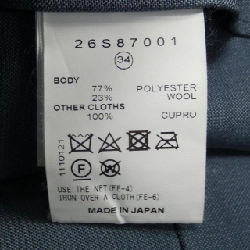 26S87001
34
BODY
77% POLYESTER
23% WOOL
OTHER CLOTHS
100% CUPRO
1110121
F
USE THE NET(FE-4)
IRON OVER A CLOTH(FE-6)
MADE IN JAPAN